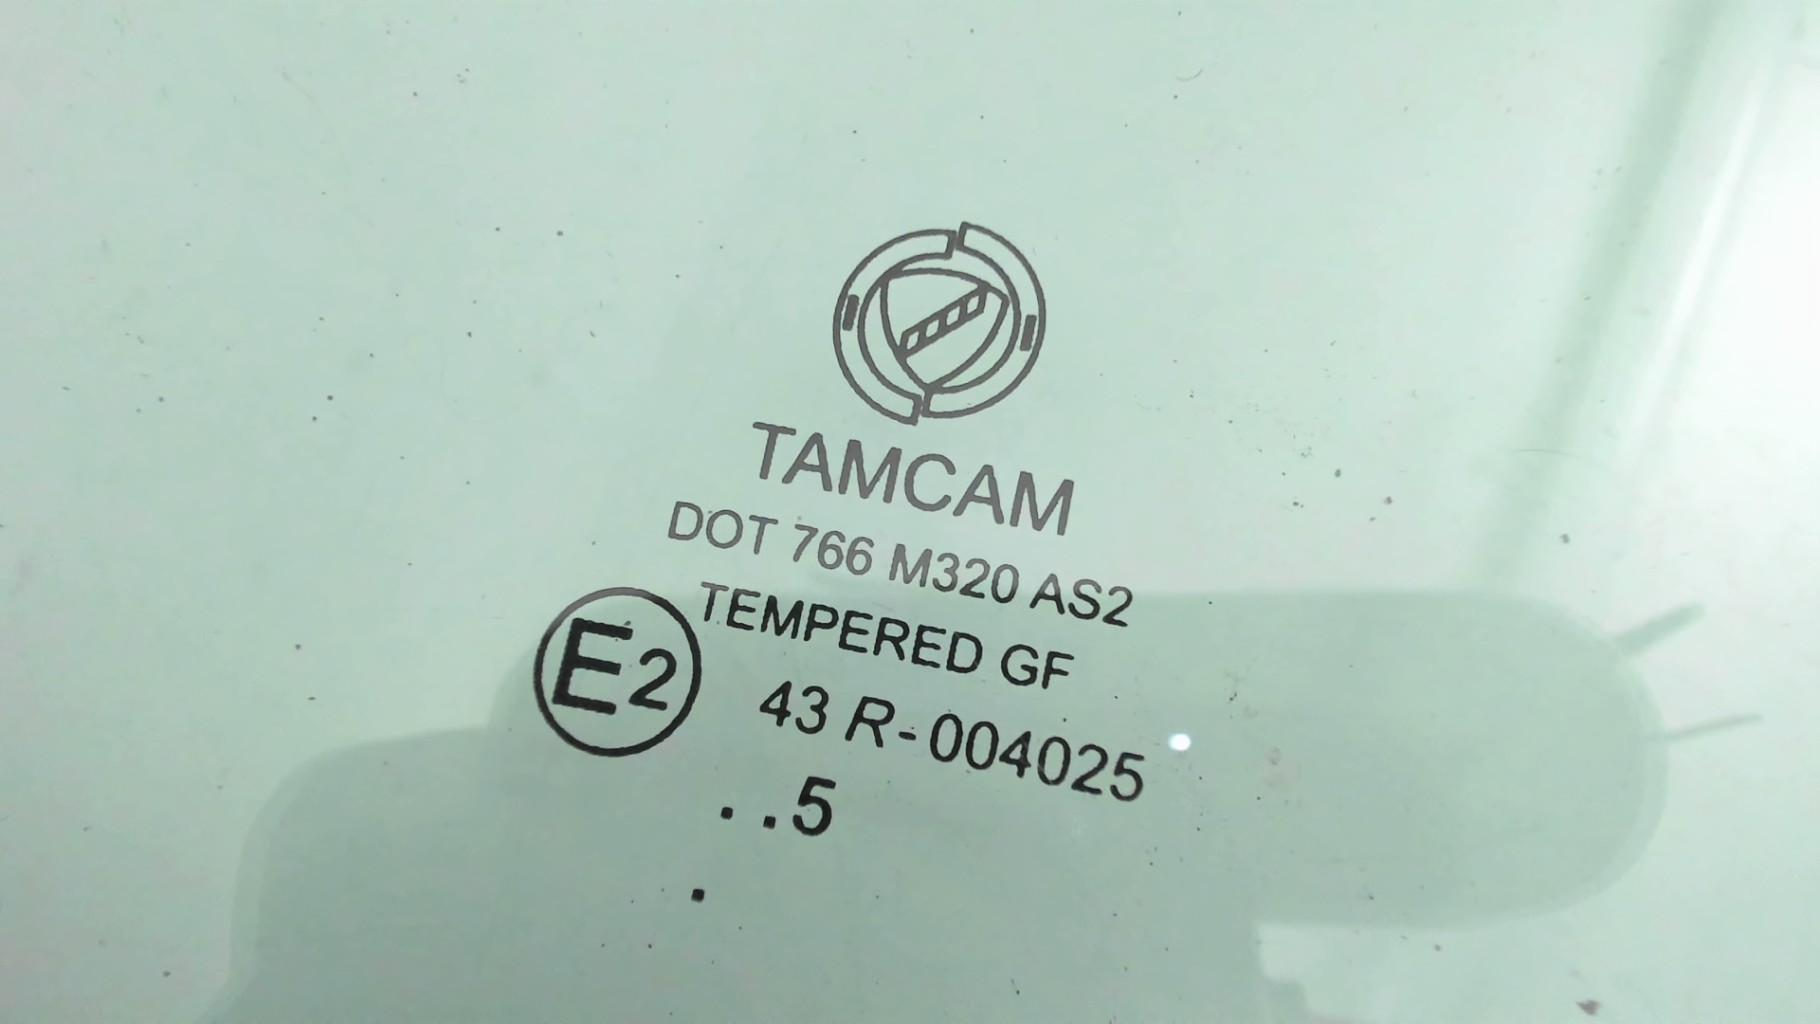 TAMCAM
DOT 766 M320 AS2
TEMPERED GF
E2
43 R-004025
..5
.